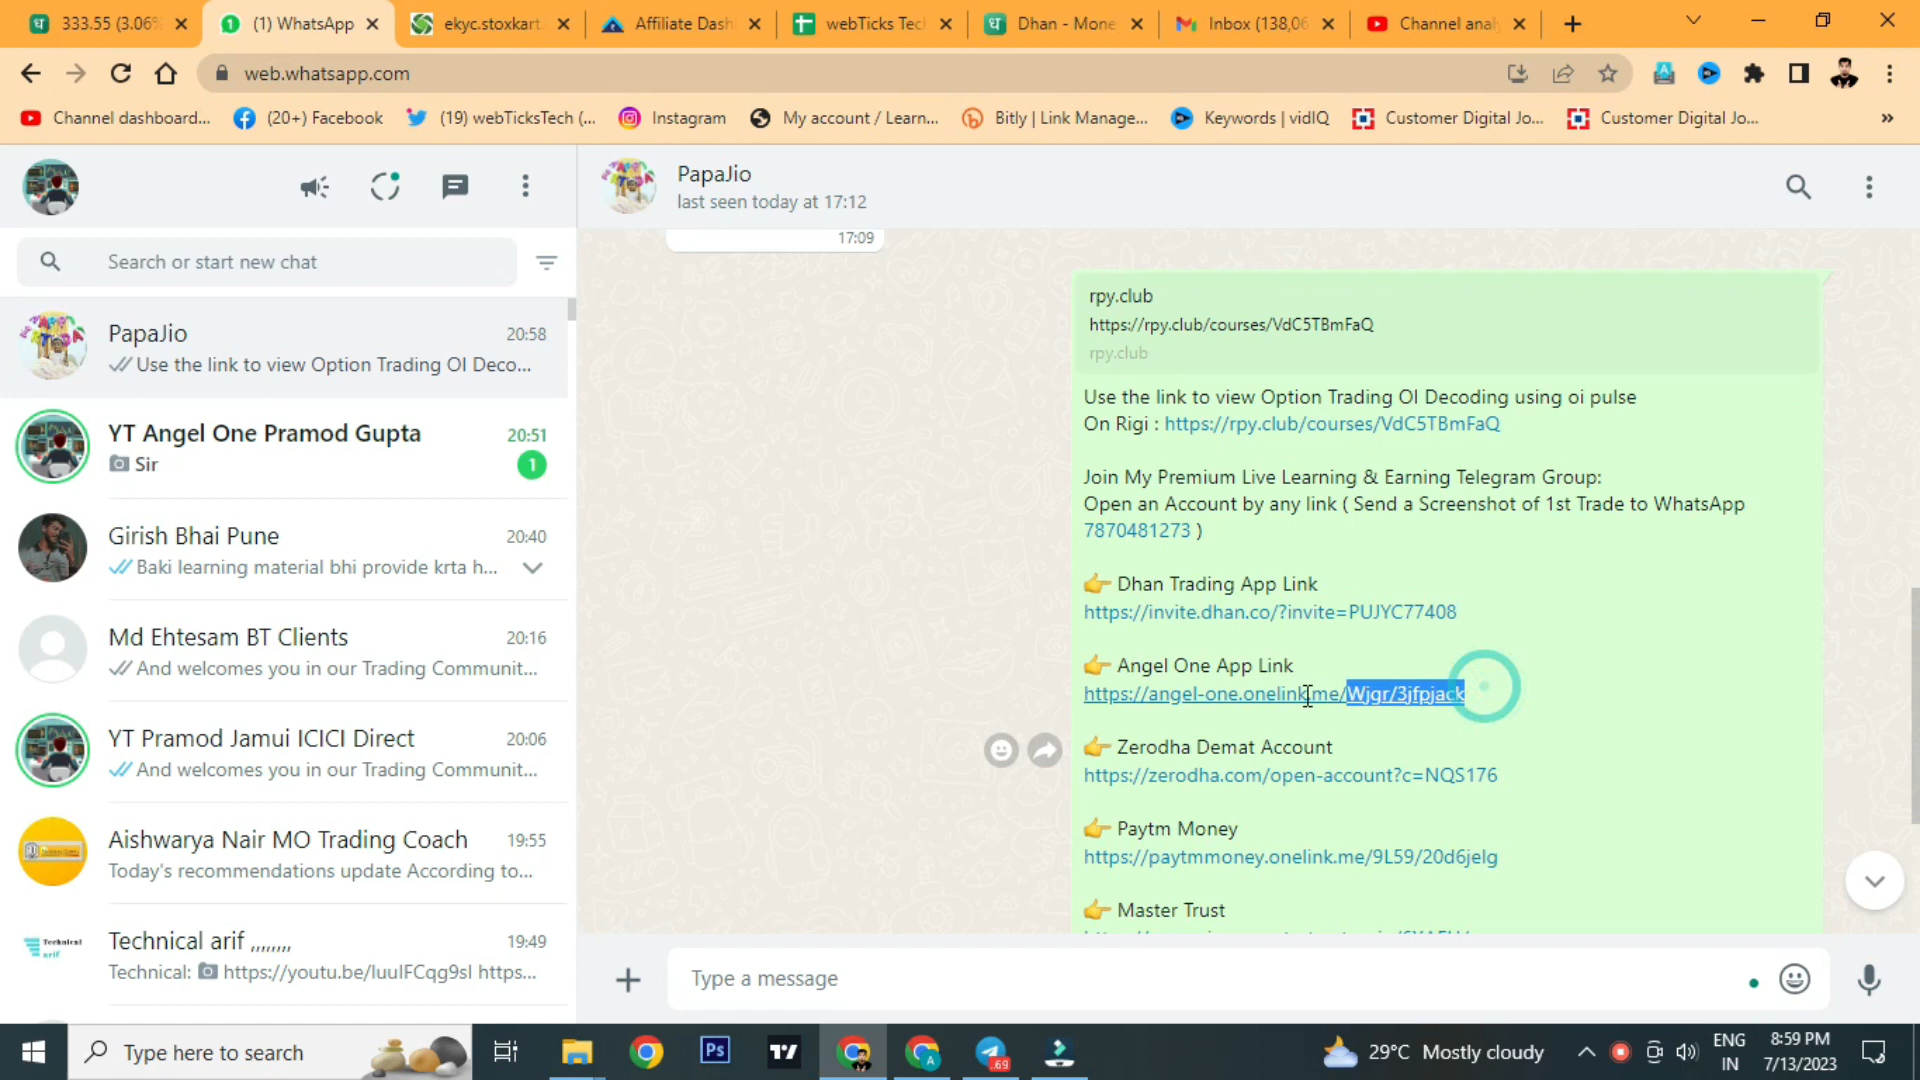 333.55 (3.06%
(1) WhatsApp
ekyc.stoxkart.
Affiliate Dash
webTicks Tech
Dhan - Mone
Inbox (138,06
Channel analy
web.whatsapp.com
Channel dashboard...
(20+) Facebook
(19) webTicksTech (...
Instagram
My account / Learn...
Bitly | Link Manage...
Keywords | vidIQ
Customer Digital Jo...
Customer Digital Jo...
PapaJio
last seen today at 17:12
Search or start new chat
PapaJio 20:58
Use the link to view Option Trading OI Deco...
YT Angel One Pramod Gupta 20:51
Sir 1
Girish Bhai Pune 20:40
Baki learning material bhi provide krta h...
Md Ehtesam BT Clients 20:16
And welcomes you in our Trading Communit...
YT Pramod Jamui ICICI Direct 20:06
And welcomes you in our Trading Communit...
Aishwarya Nair MO Trading Coach 19:55
Today's recommendations update According to...
Technical arif ,,,,,,,, 19:49
Technical: https://youtu.be/IuuIFCqg9sI https...
17:09
rpy.club
https://rpy.club/courses/VdC5TBmFaQ
rpy.club
Use the link to view Option Trading OI Decoding using oi pulse
On Rigi : https://rpy.club/courses/VdC5TBmFaQ
Join My Premium Live Learning & Earning Telegram Group:
Open an Account by any link ( Send a Screenshot of 1st Trade to WhatsApp
7870481273 )
👉 Dhan Trading App Link
https://invite.dhan.co/?invite=PUJYC77408
👉 Angel One App Link
https://angel-one.onelink.me/Wjgr/3jfpjack
👉 Zerodha Demat Account
https://zerodha.com/open-account?c=NQS176
👉 Paytm Money
https://paytmmoney.onelink.me/9L59/20d6jelg
👉 Master Trust
Type a message
Type here to search
Ps
.69
29°C Mostly cloudy
ENG
IN
8:59 PM
7/13/2023